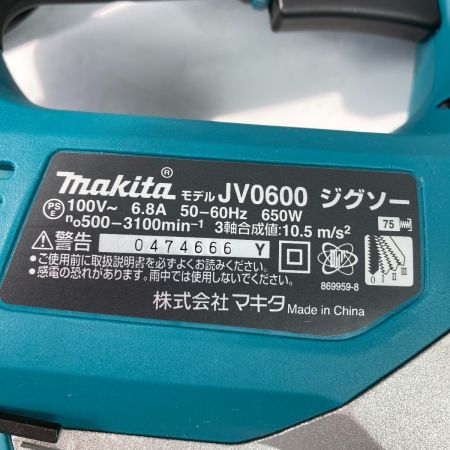 makita® モデル JV0600 ジグソー
PS E 100V~ 6.8A 50-60Hz 650W
n₀500-3100min⁻¹ 3軸合成値:10.5 m/s²
75
⚠警告 0474666 Y
0 I II III
●ご使用前に取扱説明書を必ずよくお読みください。
●感電の恐れがあります。雨中では使用しないでください。
869959-8
株式会社マキタ Made in China